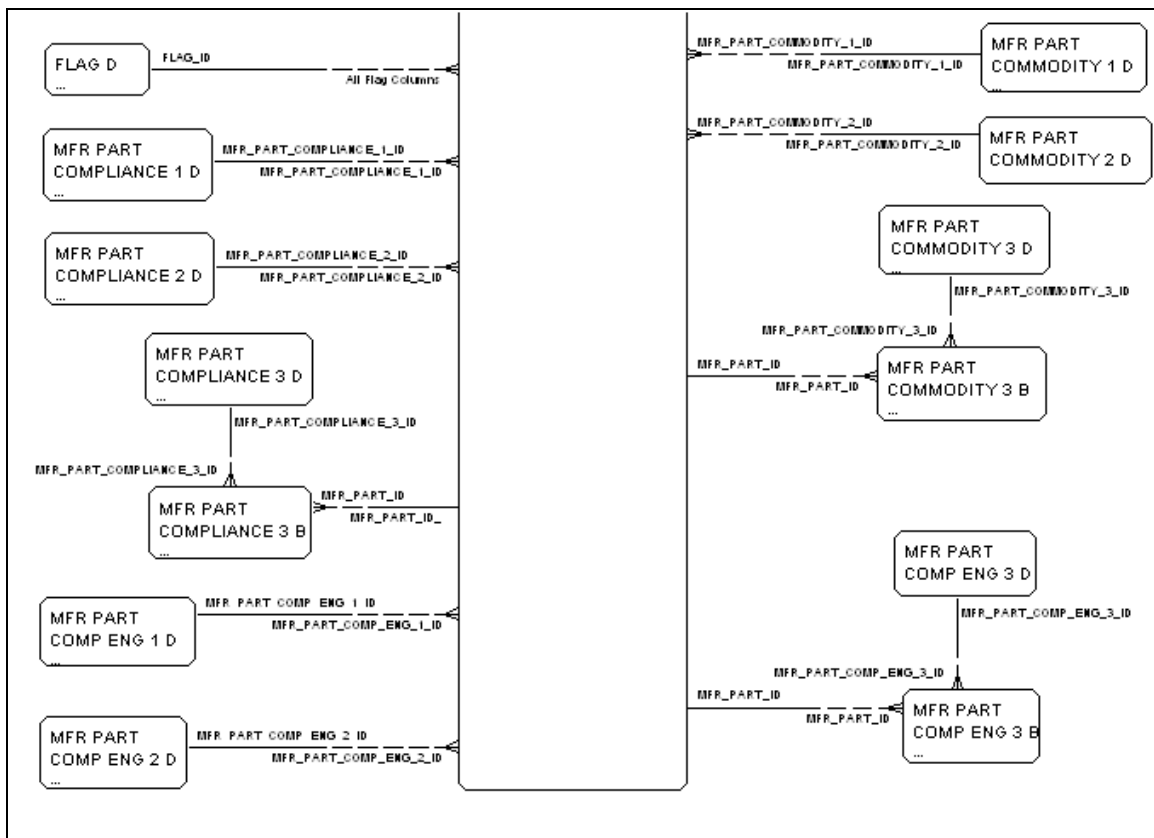 FLAG D
...
FLAG_ID
All Flag Columns
MFR PART
COMPLIANCE 1 D
...
MFR_PART_COMPLIANCE_1_ID
MFR_PART_COMPLIANCE_1_ID
MFR PART
COMPLIANCE 2 D
...
MFR_PART_COMPLIANCE_2_ID
MFR_PART_COMPLIANCE_2_ID
MFR PART
COMPLIANCE 3 D
...
MFR_PART_COMPLIANCE_3_ID
MFR_PART_COMPLIANCE_3_ID
MFR PART
COMPLIANCE 3 B
...
MFR_PART_ID
MFR_PART_ID_
MFR PART
COMP ENG 1 D
...
MFR_PART_COMP_ENG_1_ID
MFR_PART_COMP_ENG_1_ID
MFR PART
COMP ENG 2 D
...
MFR_PART_COMP_ENG_2_ID
MFR_PART_COMP_ENG_2_ID
MFR_PART_COMMODITY_1_ID
MFR_PART_COMMODITY_1_ID
MFR PART
COMMODITY 1 D
...
MFR_PART_COMMODITY_2_ID
MFR_PART_COMMODITY_2_ID
MFR PART
COMMODITY 2 D
MFR PART
COMMODITY 3 D
...
MFR_PART_COMMODITY_3_ID
MFR_PART_COMMODITY_3_ID
MFR_PART_ID
MFR_PART_ID
MFR PART
COMMODITY 3 B
...
MFR PART
COMP ENG 3 D
MFR_PART_COMP_ENG_3_ID
MFR_PART_COMP_ENG_3_ID
MFR_PART_ID
MFR_PART_ID
MFR PART
COMP ENG 3 B
...